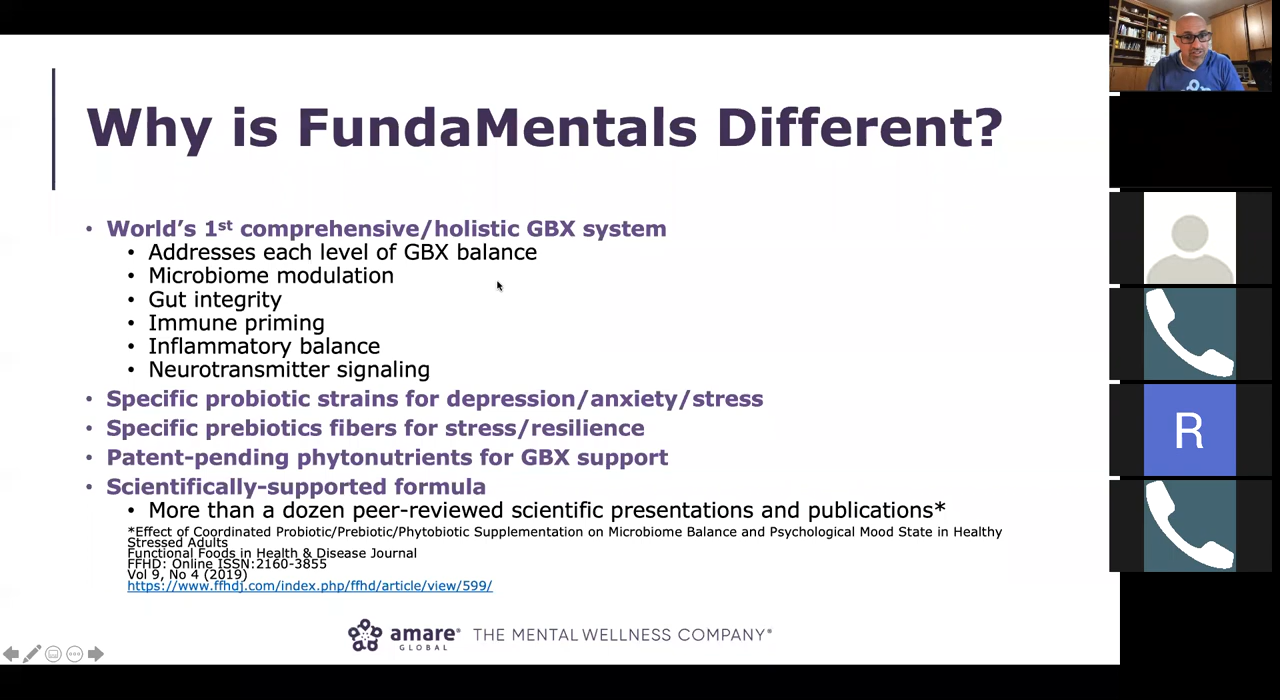 Why is FundaMentals Different?
• World's 1st comprehensive/holistic GBX system
• Addresses each level of GBX balance
• Microbiome modulation
• Gut integrity
• Immune priming
• Inflammatory balance
• Neurotransmitter signaling
• Specific probiotic strains for depression/anxiety/stress
• Specific prebiotics fibers for stress/resilience
• Patent-pending phytonutrients for GBX support
• Scientifically-supported formula
• More than a dozen peer-reviewed scientific presentations and publications*
*Effect of Coordinated Probiotic/Prebiotic/Phytobiotic Supplementation on Microbiome Balance and Psychological Mood State in Healthy
Stressed Adults
Functional Foods in Health & Disease Journal
FFHD: Online ISSN:2160-3855
Vol 9, No 4 (2019)
https://www.ffhdj.com/index.php/ffhd/article/view/599/
amare® THE MENTAL WELLNESS COMPANY®
GLOBAL
R